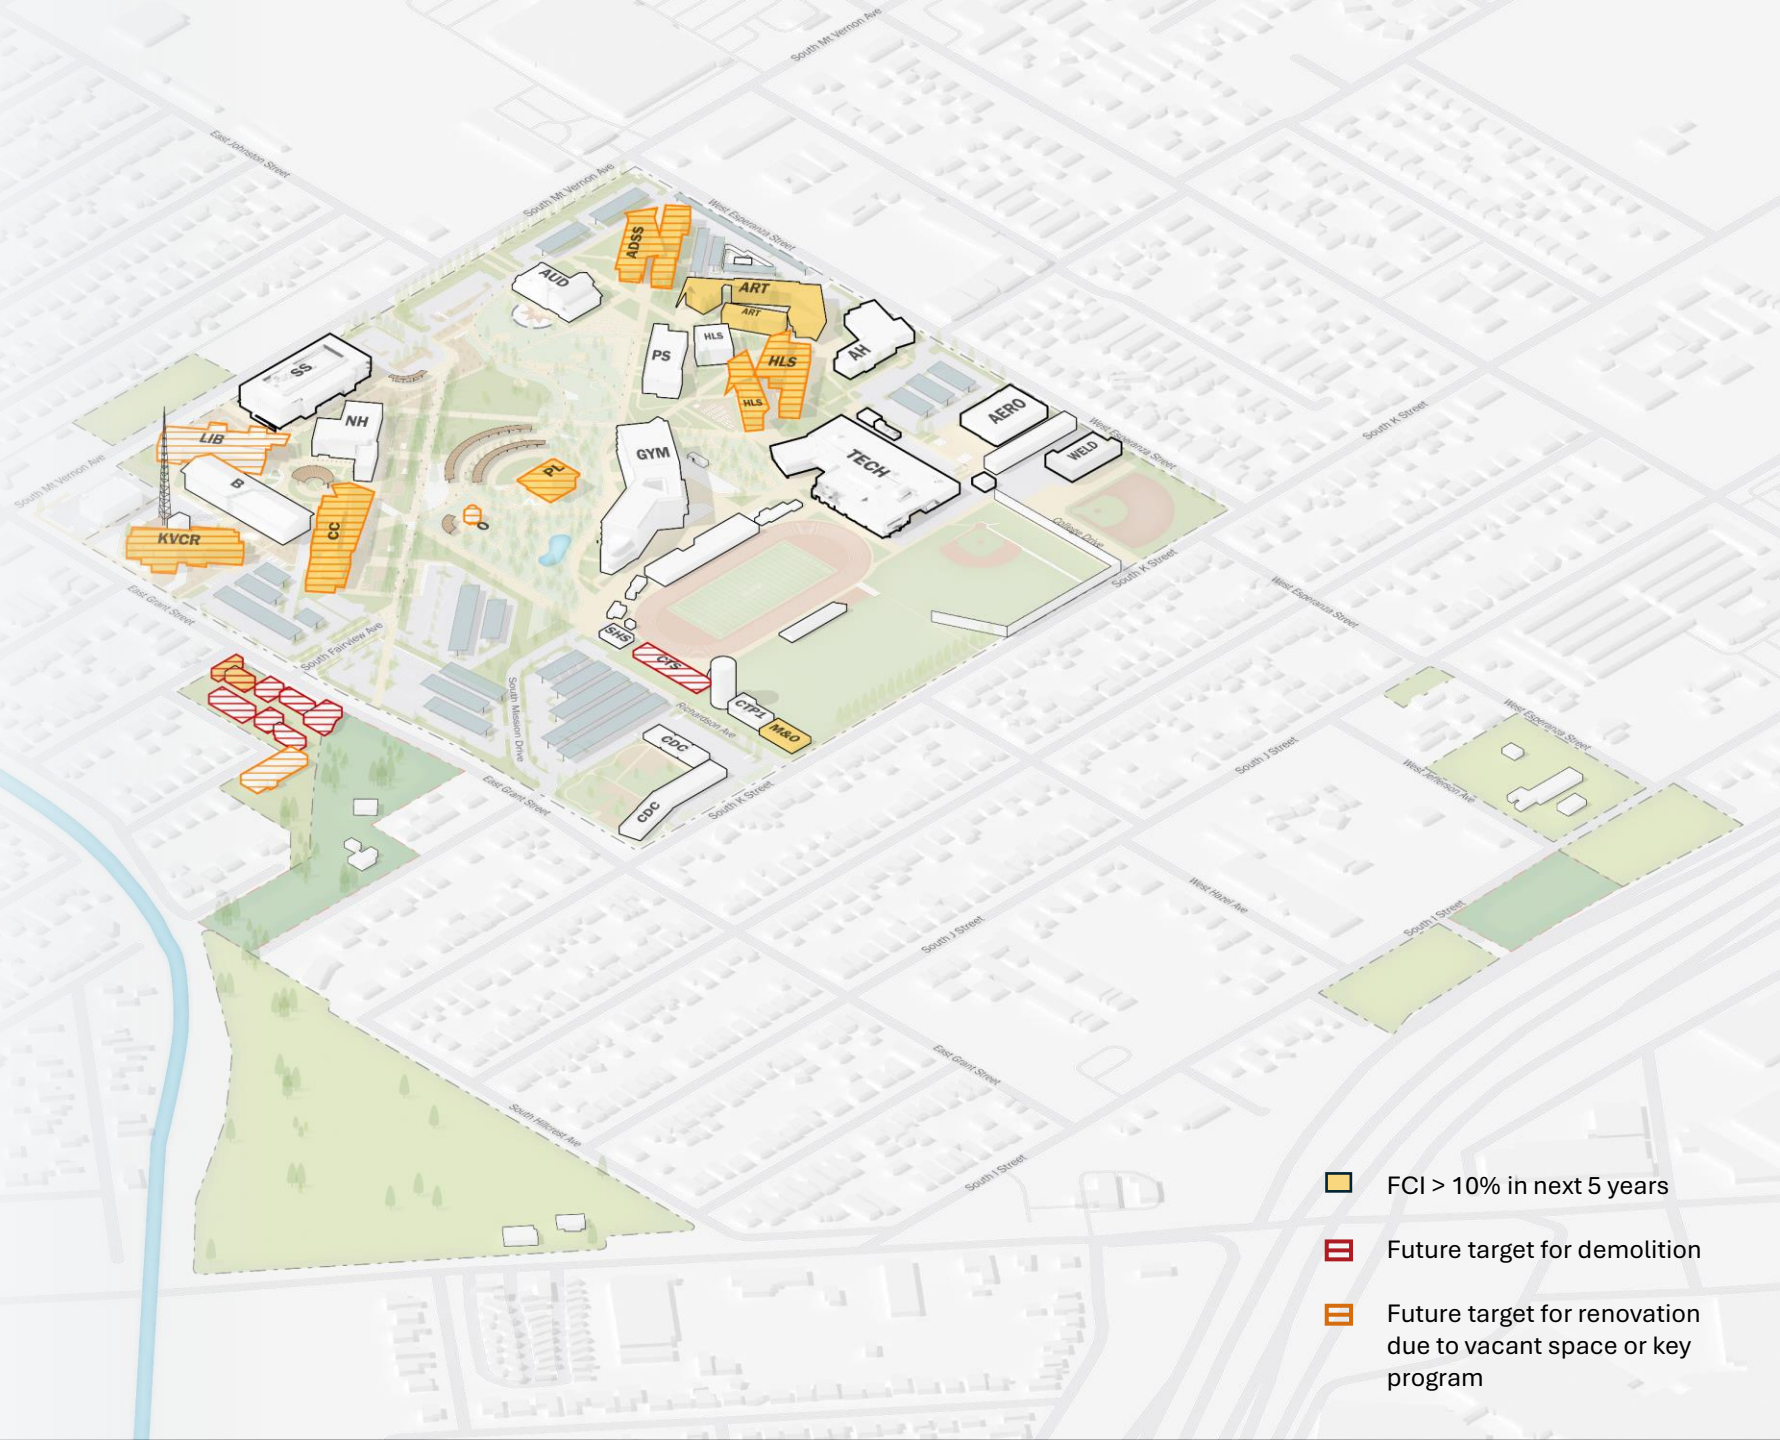 South Mt Vernon Ave
East Johnston Street
South Mt Vernon Ave
West Esperanza Street
ADSS
AUD
ART
ART
HLS
PS
HLS
HLS
AH
SS
NH
LIB
B
CC
KVCR
PL
O
GYM
TECH
AERO
WELD
West Esperanza Street
South K Street
South Mt Vernon Ave
College Drive
South K Street
West Esperanza Street
East Grant Street
South Fairview Ave
SHS
CTS
CTP1
M&O
South Mission Drive
Richardson Ave
CDC
CDC
South K Street
East Grant Street
West Esperanza Street
South J Street
West Jefferson Ave
West Hazel Ave
South I Street
South J Street
East Grant Street
South Hillcrest Ave
South I Street
FCI > 10% in next 5 years
Future target for demolition
Future target for renovation
due to vacant space or key
program